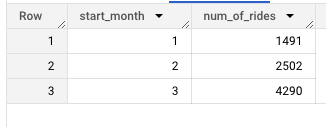 Row start_month num_of_rides
1 1 1491
2 2 2502
3 3 4290